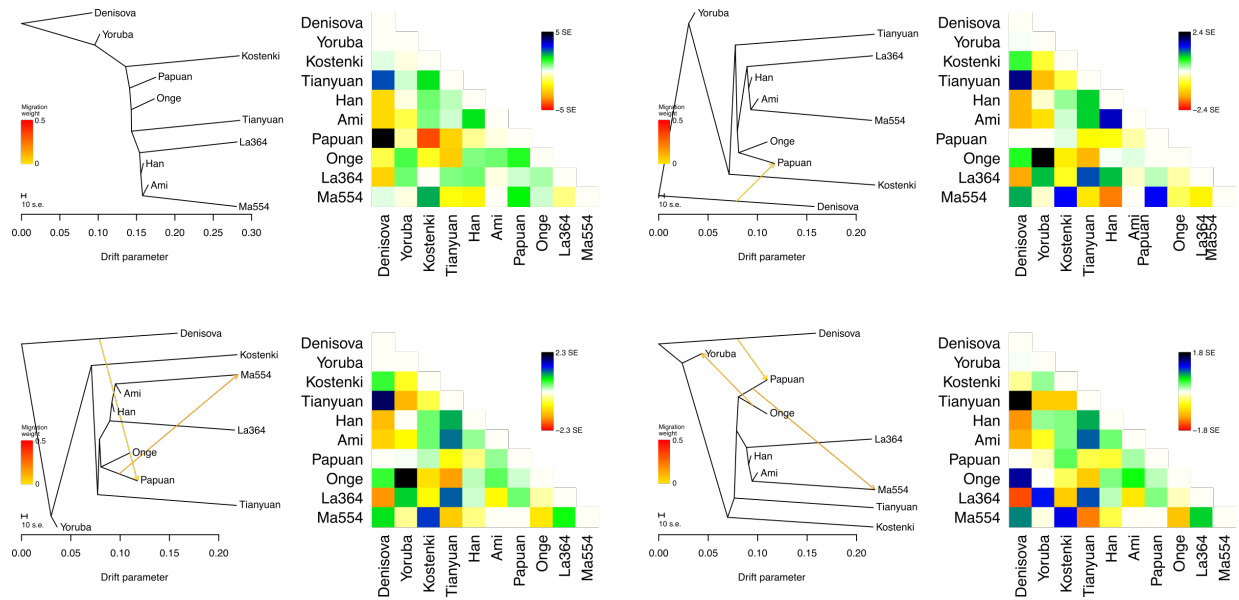 Denisova
Yoruba
Kostenki
Papuan
Onge
Tianyuan
La364
Han
Ami
Ma554
Migration
weight
0.5
0
10 s.e.
0.00 0.05 0.10 0.15 0.20 0.25 0.30
Drift parameter
Denisova
Yoruba
Kostenki
Tianyuan
Han
Ami
Papuan
Onge
La364
Ma554
5 SE
−5 SE
Denisova Yoruba Kostenki Tianyuan Han Ami Papuan Onge La364 Ma554
Yoruba
Tianyuan
La364
Han
Ami
Ma554
Onge
Papuan
Kostenki
Denisova
Migration
weight
0.5
0
10 s.e.
0.00 0.05 0.10 0.15 0.20
Drift parameter
Denisova
Yoruba
Kostenki
Tianyuan
Han
Ami
Papuan
Onge
La364
Ma554
2.4 SE
−2.4 SE
Denisova Yoruba Kostenki Tianyuan Han Ami Papuan Onge La364 Ma554
Denisova
Kostenki
Ma554
Ami
Han
La364
Onge
Papuan
Tianyuan
Yoruba
Migration
weight
0.5
0
10 s.e.
0.00 0.05 0.10 0.15 0.20
Drift parameter
Denisova
Yoruba
Kostenki
Tianyuan
Han
Ami
Papuan
Onge
La364
Ma554
2.3 SE
−2.3 SE
Denisova Yoruba Kostenki Tianyuan Han Ami Papuan Onge La364 Ma554
Denisova
Yoruba
Papuan
Onge
La364
Han
Ami
Ma554
Tianyuan
Kostenki
Migration
weight
0.5
0
10 s.e.
0.00 0.05 0.10 0.15 0.20
Drift parameter
Denisova
Yoruba
Kostenki
Tianyuan
Han
Ami
Papuan
Onge
La364
Ma554
1.8 SE
−1.8 SE
Denisova Yoruba Kostenki Tianyuan Han Ami Papuan Onge La364 Ma554